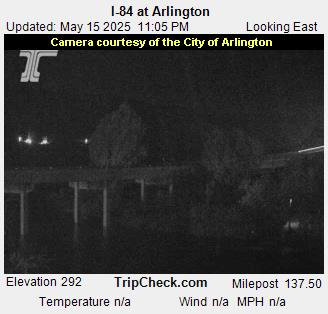 I-84 at Arlington
Updated: May 15 2025 11:05 PM Looking East
Camera courtesy of the City of Arlington
Elevation 292 TripCheck.com Milepost 137.50
Temperature n/a Wind n/a MPH n/a